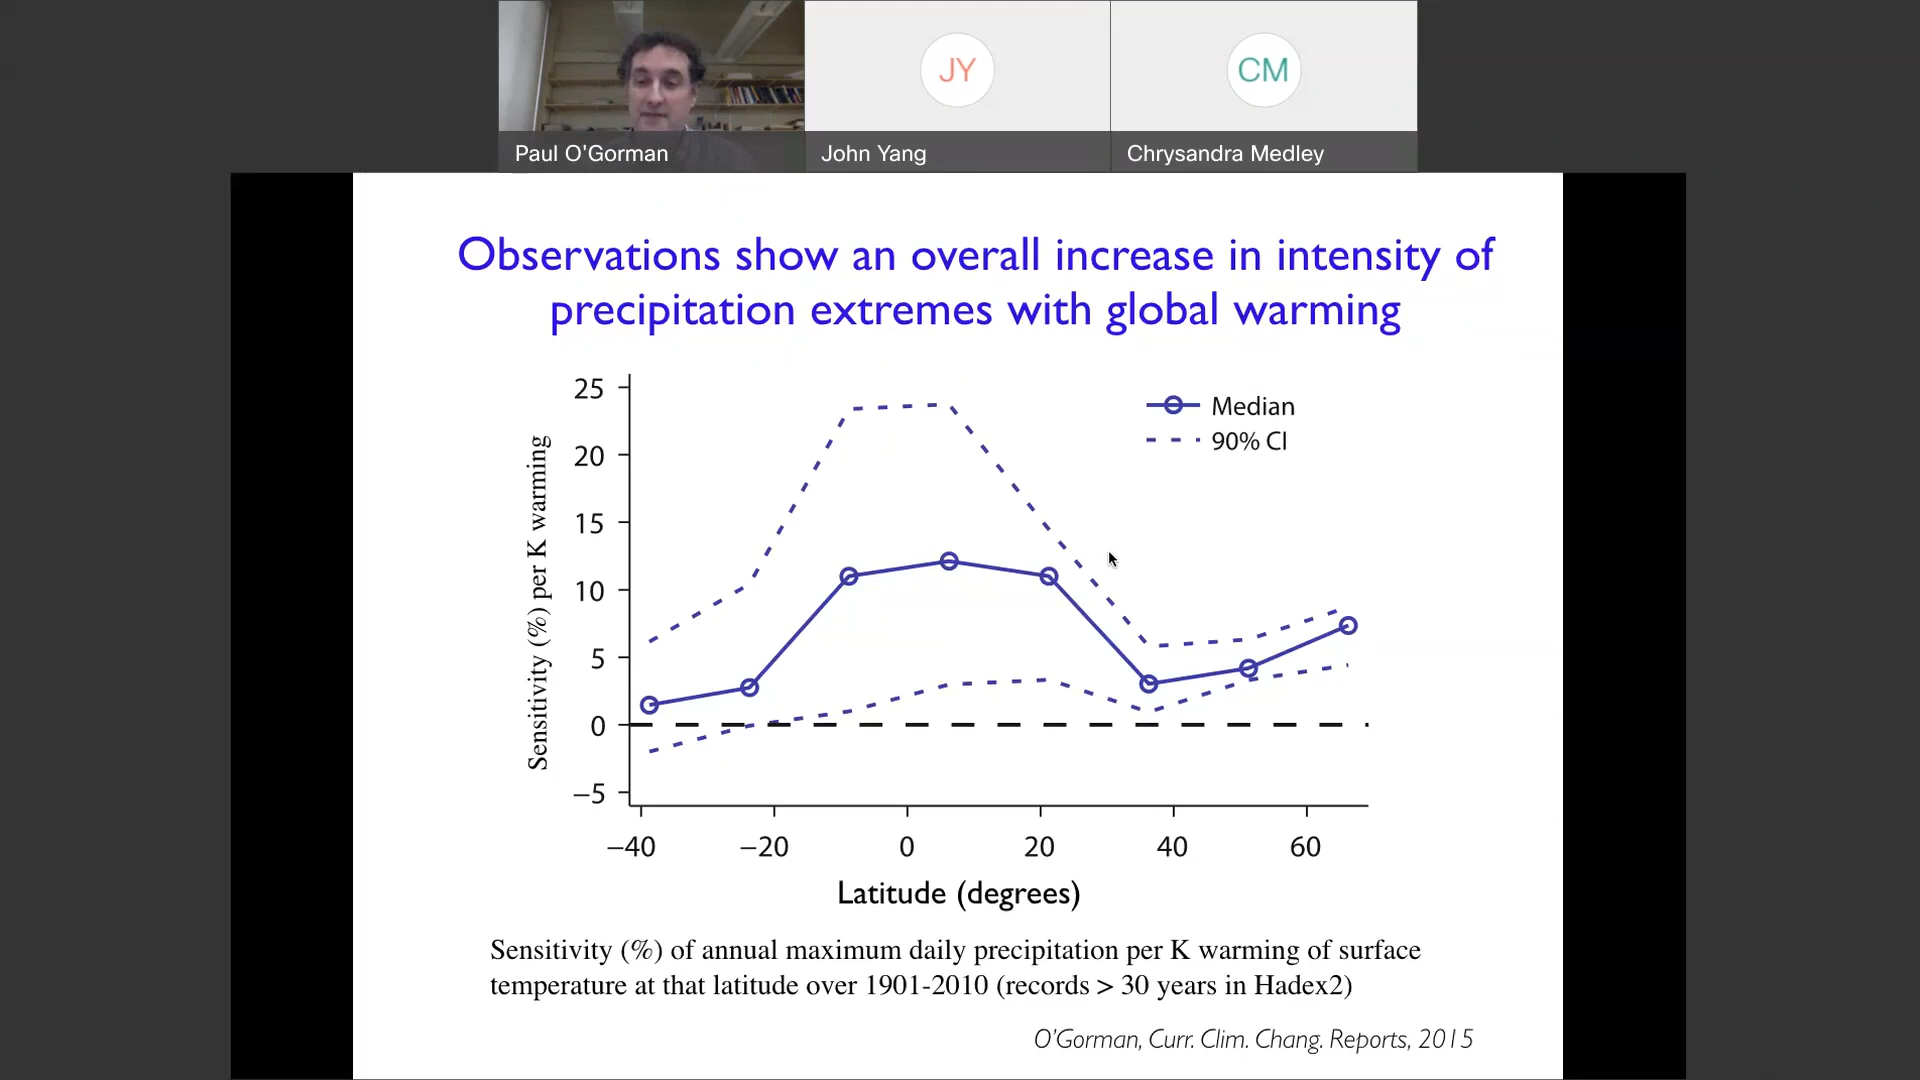 JY
CM
Paul O'Gorman
John Yang
Chrysandra Medley
Observations show an overall increase in intensity of
precipitation extremes with global warming
25
20
15
10
5
0
−5
Sensitivity (%) per K warming
Median
90% CI
−40
−20
0
20
40
60
Latitude (degrees)
Sensitivity (%) of annual maximum daily precipitation per K warming of surface
temperature at that latitude over 1901-2010 (records > 30 years in Hadex2)
O'Gorman, Curr. Clim. Chang. Reports, 2015